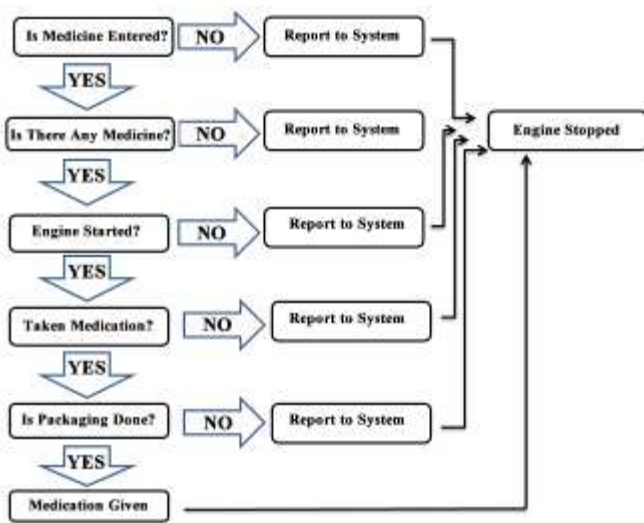 Is Medicine Entered?
NO
Report to System
YES
Is There Any Medicine?
NO
Report to System
Engine Stopped
YES
Engine Started?
NO
Report to System
YES
Taken Medication?
NO
Report to System
YES
Is Packaging Done?
NO
Report to System
YES
Medication Given